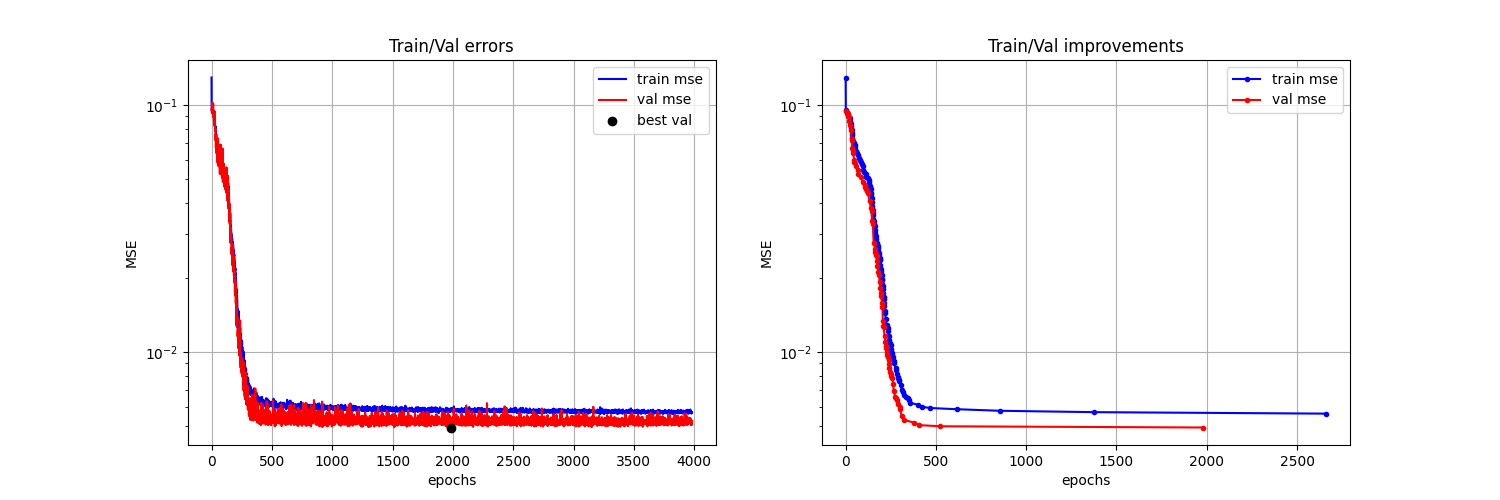 Train/Val errors
train mse
val mse
best val
10⁻¹
10⁻²
MSE
0 500 1000 1500 2000 2500 3000 3500 4000
epochs
Train/Val improvements
train mse
val mse
10⁻¹
10⁻²
MSE
0 500 1000 1500 2000 2500
epochs